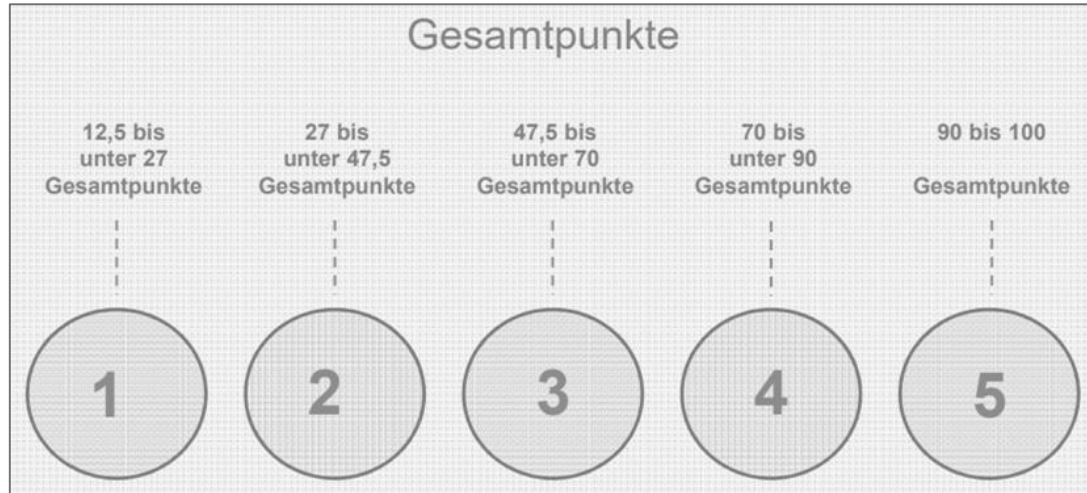 Gesamtpunkte
12,5 bis
unter 27
Gesamtpunkte
27 bis
unter 47,5
Gesamtpunkte
47,5 bis
unter 70
Gesamtpunkte
70 bis
unter 90
Gesamtpunkte
90 bis 100
Gesamtpunkte
1
2
3
4
5